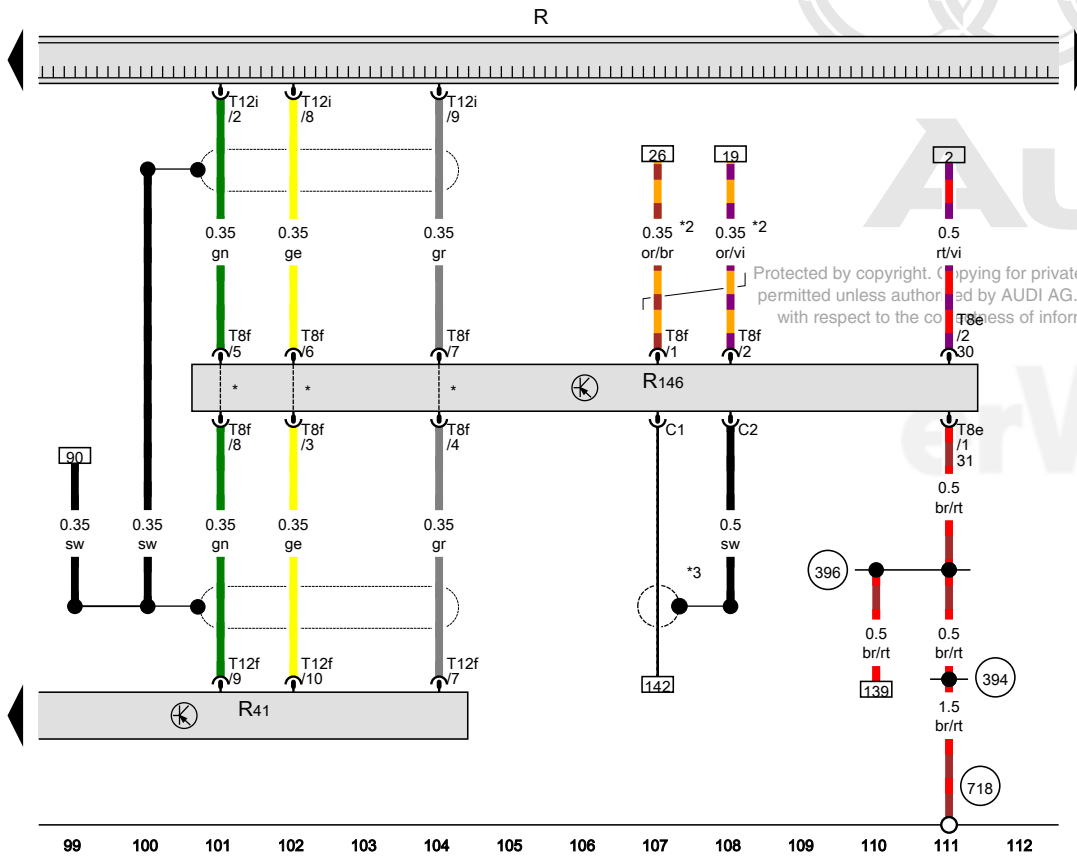 R
T12i
/2
T12i
/8
T12i
/9
26
19
2
Au
0.35
gn
0.35
ge
0.35
gr
0.35 *2
or/br
0.35 *2
or/vi
0.5
rt/vi
Protected by copyright. Copying for private
permitted unless authorised by AUDI AG.
with respect to the correctness of inform
T8f
/5
T8f
/6
T8f
/7
T8f
/1
T8f
/2
T8e
/2
30
*
*
*
R146
T8f
/8
T8f
/3
T8f
/4
C1
C2
T8e
/1
31
erW
90
0.35
sw
0.35
sw
0.35
gn
0.35
ge
0.35
gr
0.5
sw
0.5
br/rt
*3
396
0.5
br/rt
0.5
br/rt
T12f
/9
T12f
/10
T12f
/7
142
139
394
R41
1.5
br/rt
718
99 100 101 102 103 104 105 106 107 108 109 110 111 112